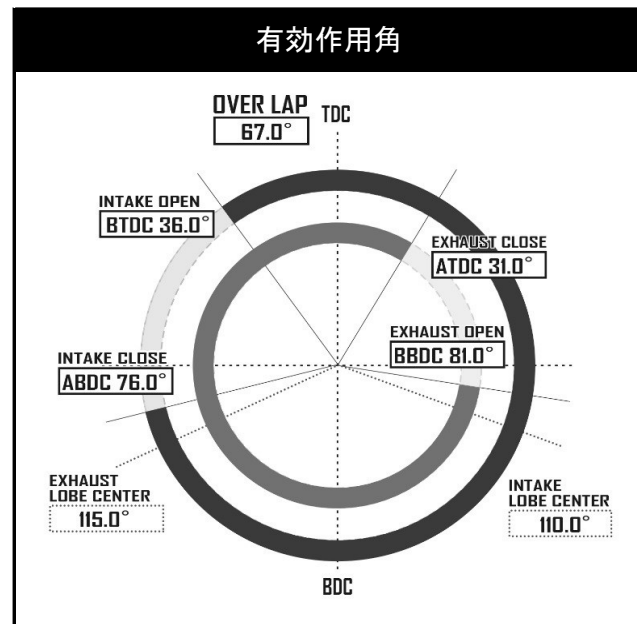 有効作用角
OVER LAP
67.0°
TDC
INTAKE OPEN
BTDC 36.0°
EXHAUST CLOSE
ATDC 31.0°
EXHAUST OPEN
BBDC 81.0°
INTAKE CLOSE
ABDC 76.0°
EXHAUST
LOBE CENTER
115.0°
INTAKE
LOBE CENTER
110.0°
BDC